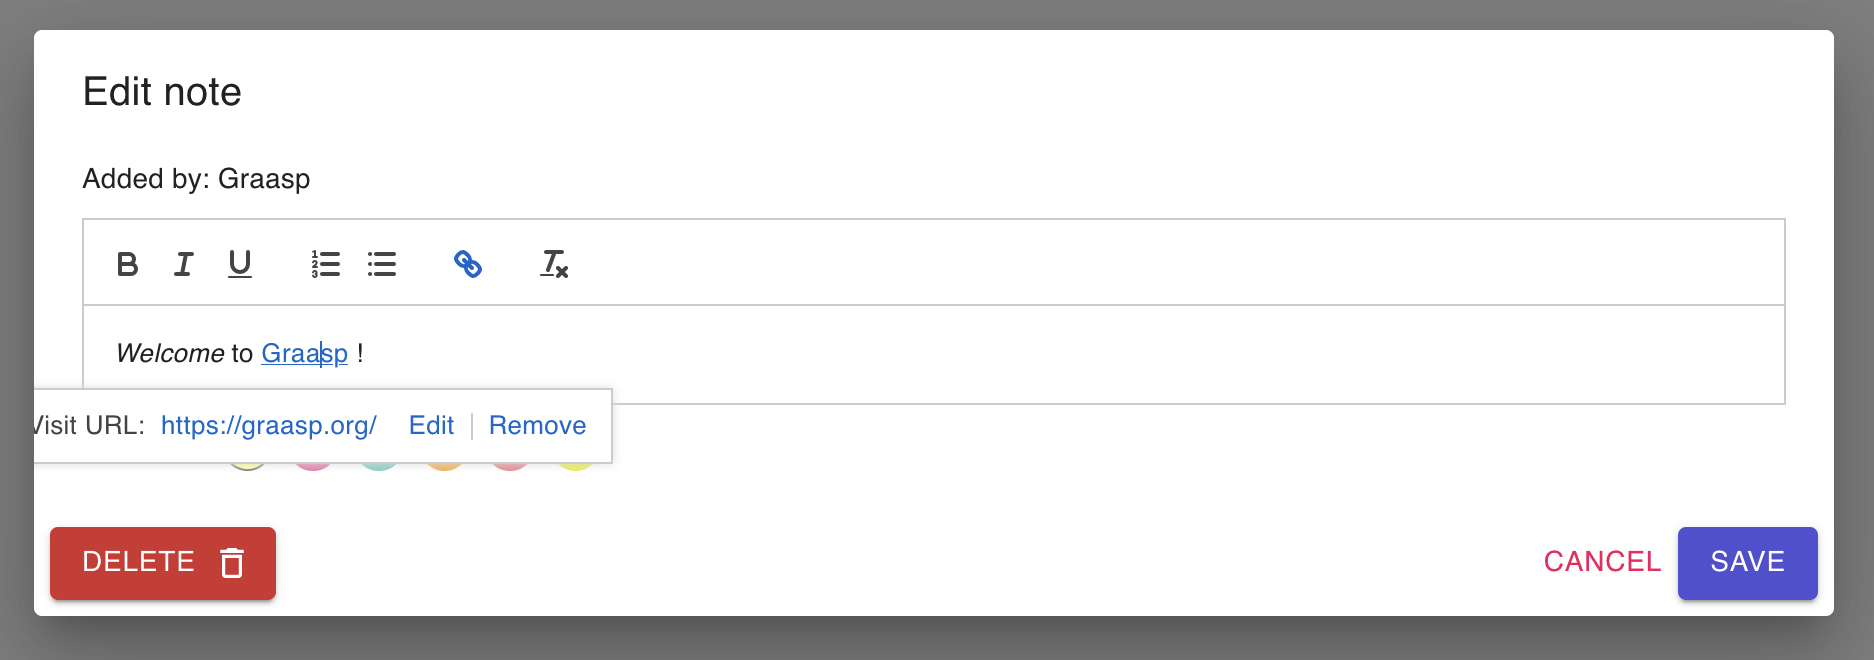 Edit note
Added by: Graasp
B I U
Welcome to Graasp !
Visit URL: https://graasp.org/ Edit Remove
DELETE
CANCEL
SAVE